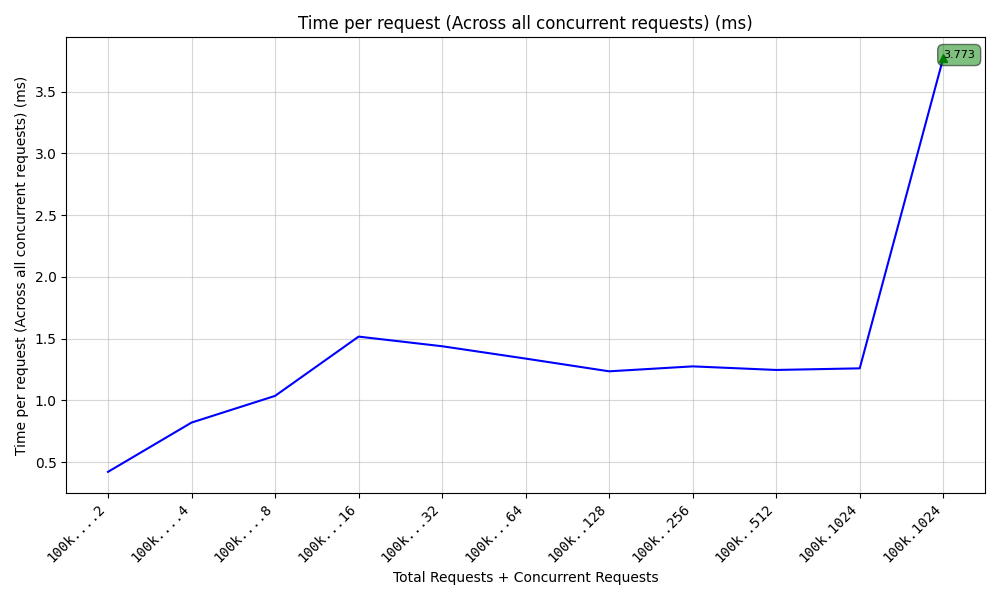 Time per request (Across all concurrent requests) (ms)
3.773
Time per request (Across all concurrent requests) (ms)
3.5
3.0
2.5
2.0
1.5
1.0
0.5
100k....2
100k....4
100k....8
100k...16
100k...32
100k...64
100k..128
100k..256
100k..512
100k.1024
100k.1024
Total Requests + Concurrent Requests